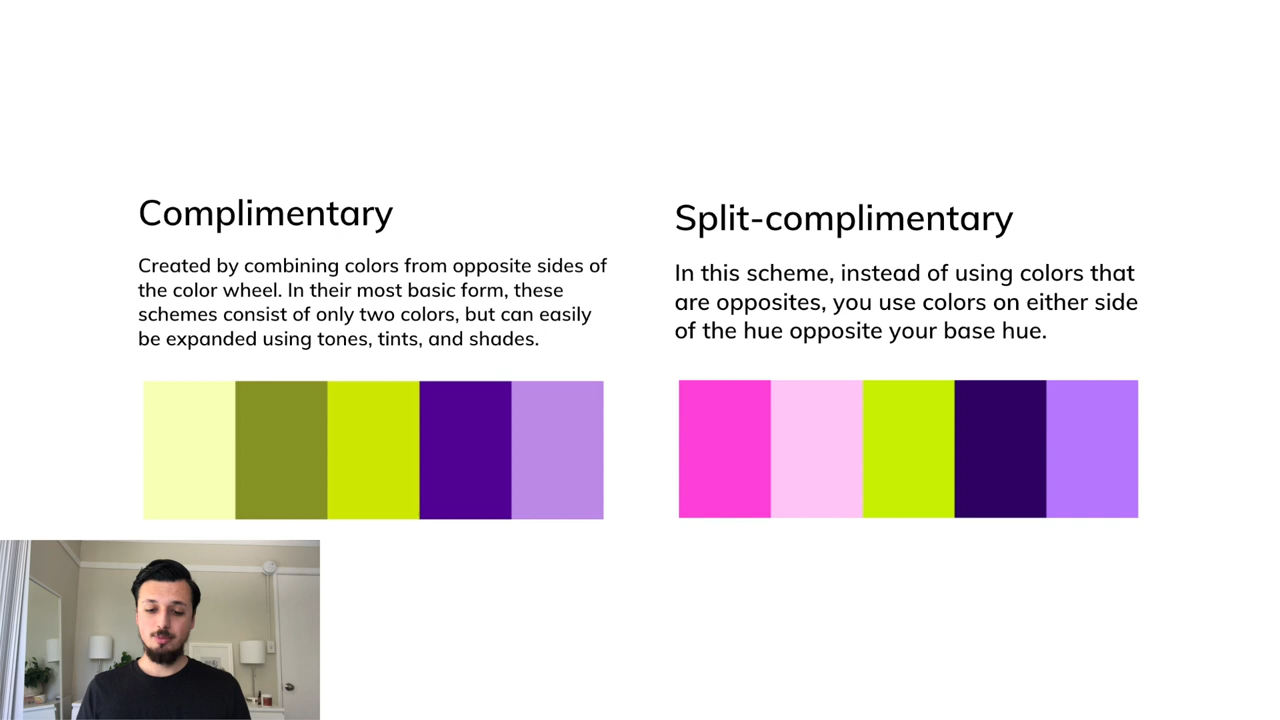 Complimentary
Created by combining colors from opposite sides of
the color wheel. In their most basic form, these
schemes consist of only two colors, but can easily
be expanded using tones, tints, and shades.
Split-complimentary
In this scheme, instead of using colors that
are opposites, you use colors on either side
of the hue opposite your base hue.